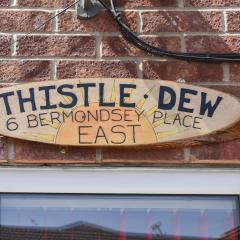 THISTLE · DEW
6 BERMONDSEY PLACE
EAST